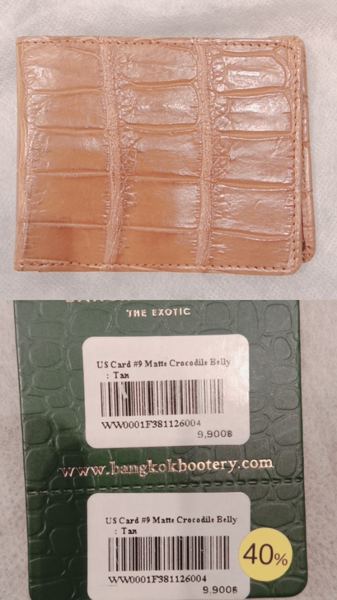 THE EXOTIC
US Card #9 Matte Crocodile Belly
: Tan
WW0001F381126004
9,900฿
www.bangkokbootery.com
US Card #9 Matte Crocodile Belly
: Tan
WW0001F381126004
9,900฿
40%